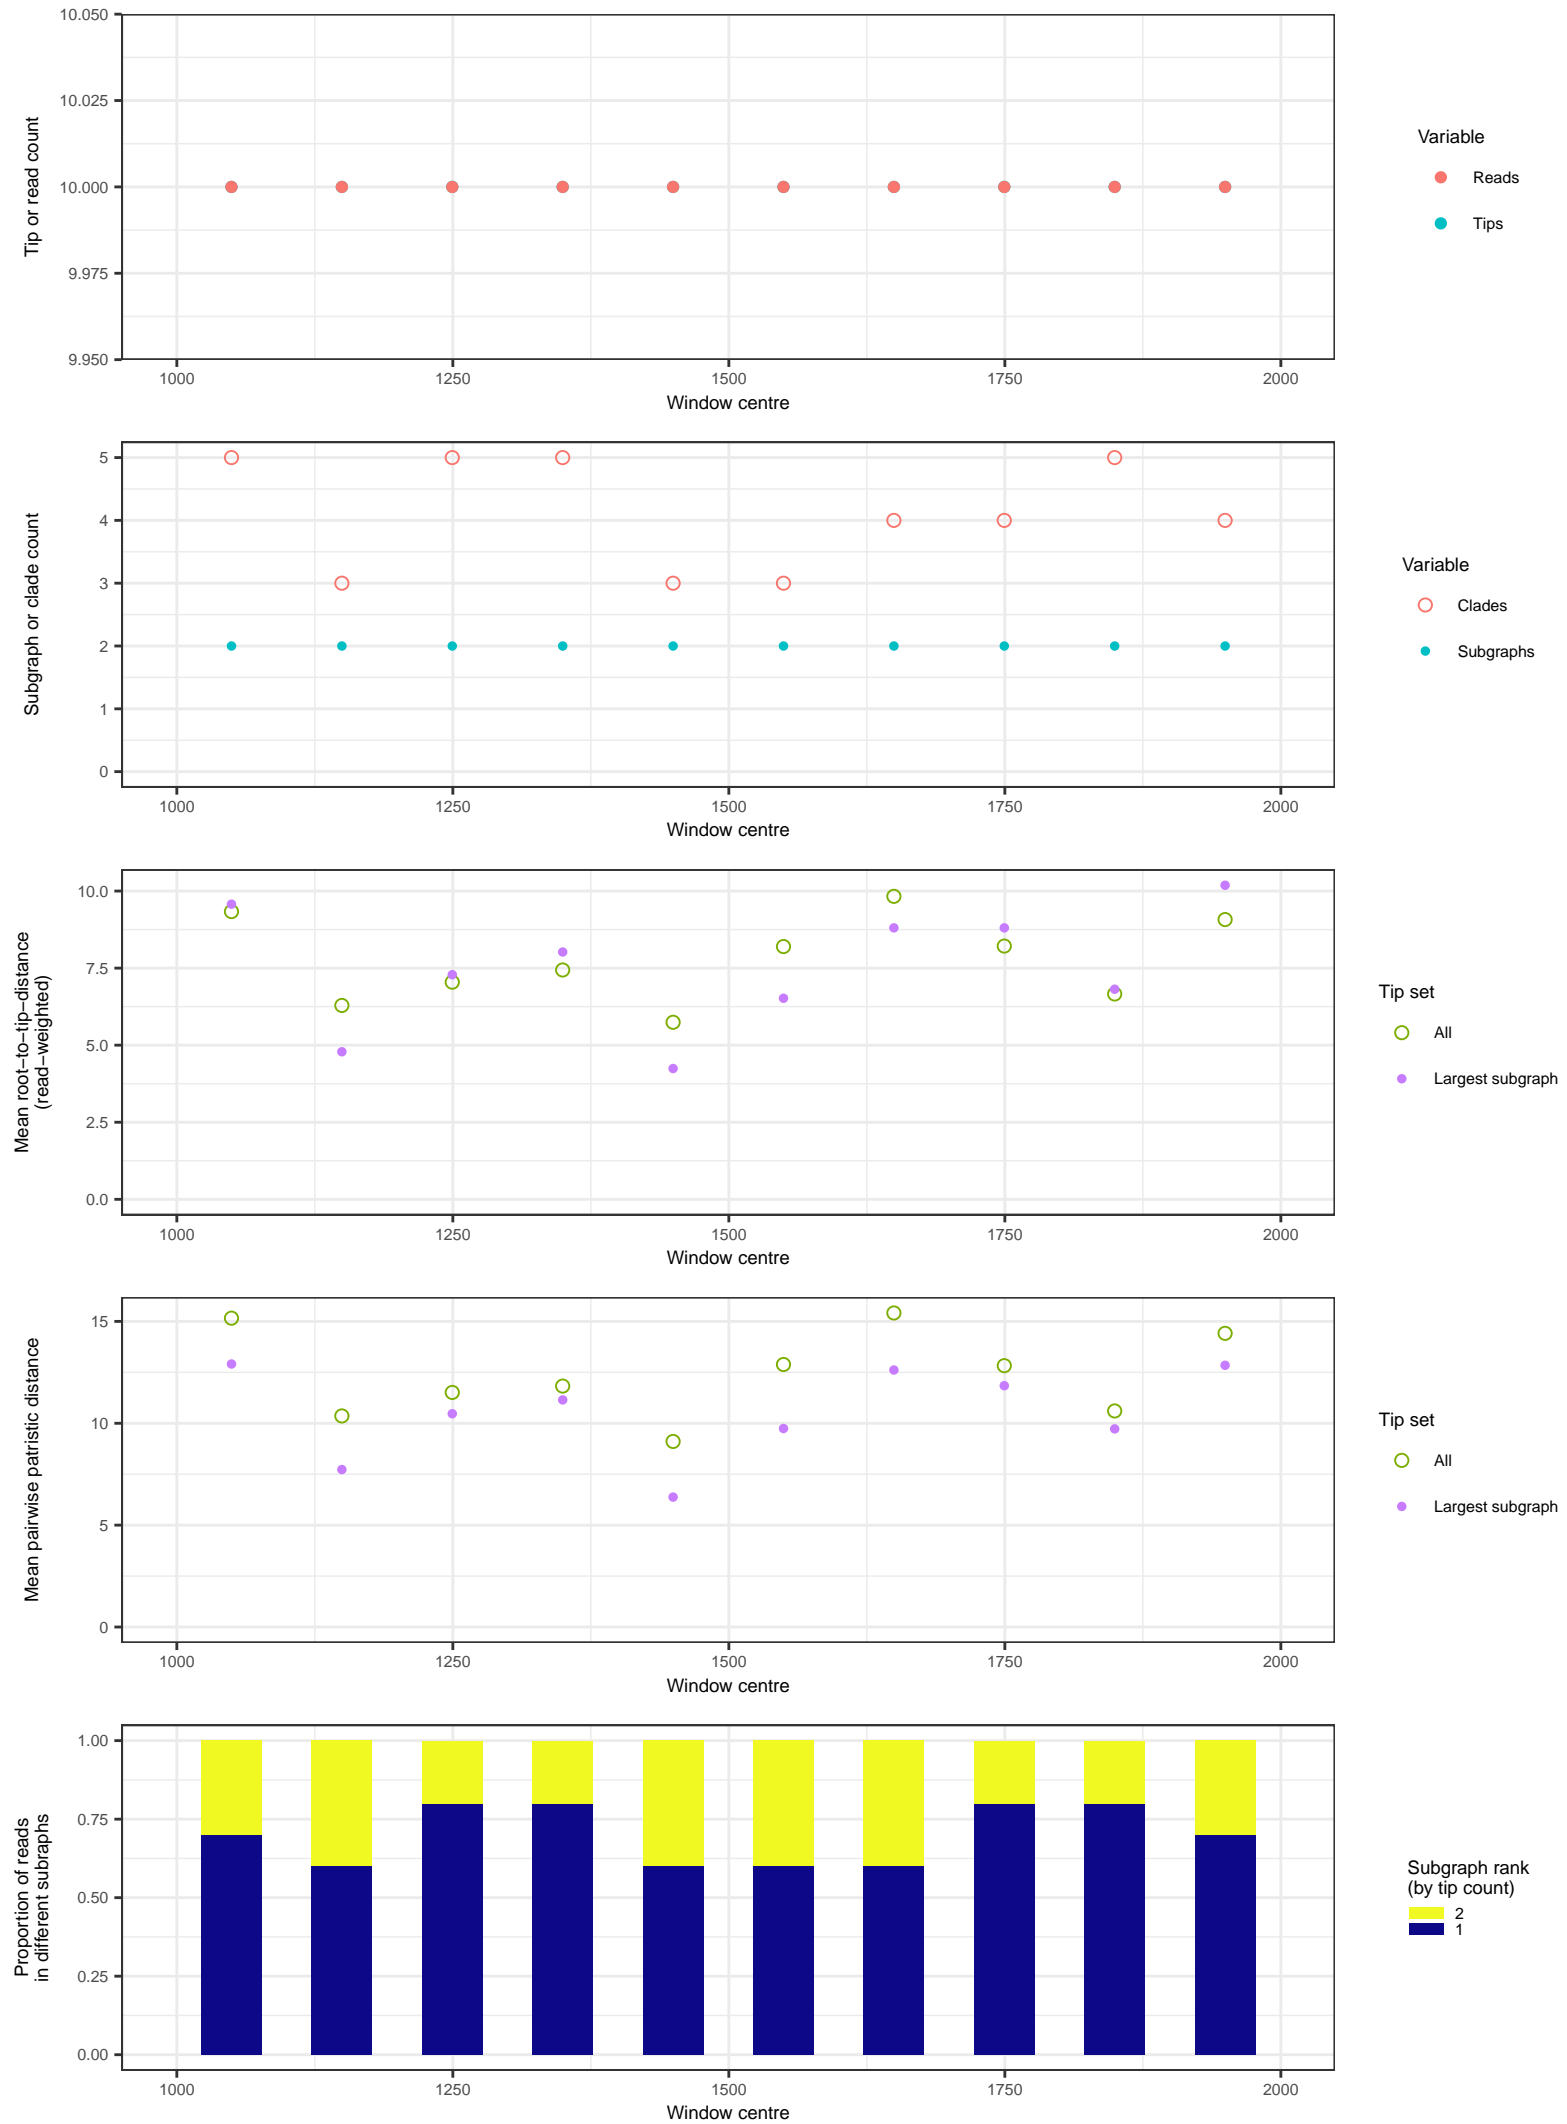 10.050
10.025
10.000
9.975
9.950
Tip or read count
1000 1250 1500 1750 2000
Window centre
Variable
Reads
Tips
5
4
3
2
1
0
Subgraph or clade count
1000 1250 1500 1750 2000
Window centre
Variable
Clades
Subgraphs
10.0
7.5
5.0
2.5
0.0
Mean root−to−tip−distance
(read−weighted)
1000 1250 1500 1750 2000
Window centre
Tip set
All
Largest subgraph
15
10
5
0
Mean pairwise patristic distance
1000 1250 1500 1750 2000
Window centre
Tip set
All
Largest subgraph
1.00
0.75
0.50
0.25
0.00
Proportion of reads
in different subraphs
1000 1250 1500 1750 2000
Window centre
Subgraph rank
(by tip count)
2
1